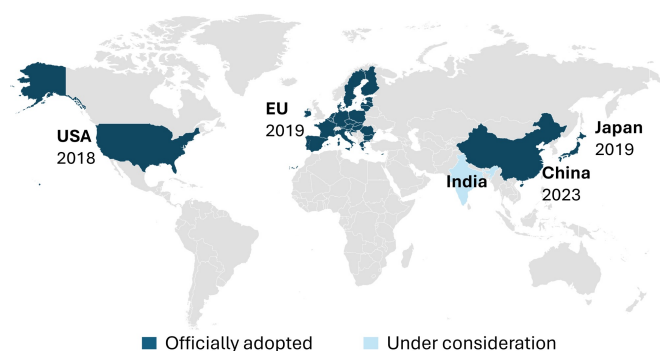 USA
2018
EU
2019
Japan
2019
India
China
2023
Officially adopted
Under consideration